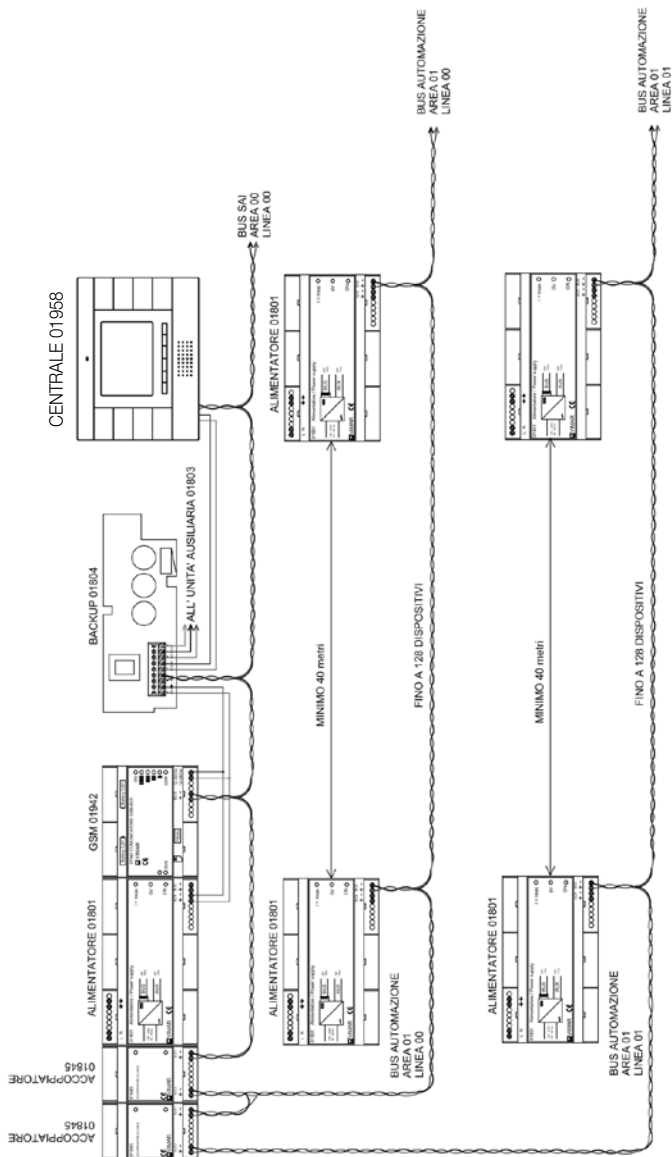 CENTRALE 01958
BACKUP 01804
GSM 01942
ALIMENTATORE 01801
ACCOPPIATORE
01845
ACCOPPIATORE
01845
ALL' UNITA' AUSILIARIA 01803
BUS SAI
AREA 00
LINEA 00
ALIMENTATORE 01801
ALIMENTATORE 01801
MINIMO 40 metri
FINO A 128 DISPOSITIVI
BUS AUTOMAZIONE
AREA 01
LINEA 00
BUS AUTOMAZIONE
AREA 01
LINEA 00
ALIMENTATORE 01801
MINIMO 40 metri
FINO A 128 DISPOSITIVI
BUS AUTOMAZIONE
AREA 01
LINEA 01
BUS AUTOMAZIONE
AREA 01
LINEA 01